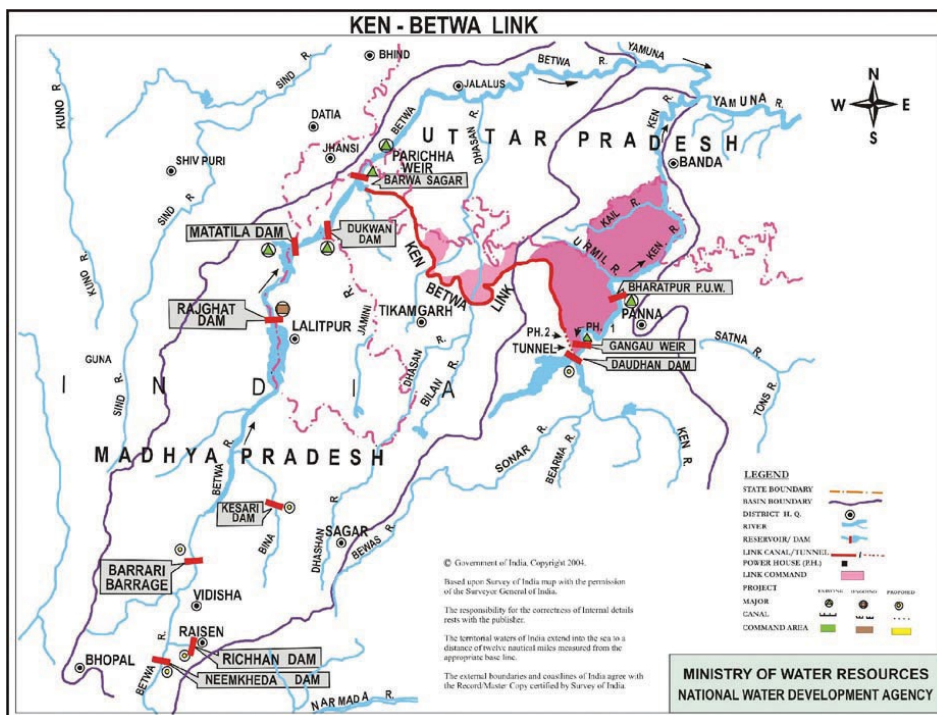 KEN - BETWA LINK
KUNO R.
SIND R.
SIND R.
BHIND
BETWA R.
YAMUNA
JALALUS
YAMUNA R.
N
W E
S
DATIA
JHANSI
BETWA
DHASAN R.
UTTAR PRADESH
KEN R.
SHIV PURI
PARICHHA
WEIR
BARWA SAGAR
BANDA
SIND R.
MATATILA DAM
DUKWAN
DAM
KEN
BETWA
LINK
KAIL R.
URMIL R.
KEN R.
KUNO R.
BHARATPUR P.U.W.
RAJGHAT
DAM
LALITPUR
JAMINI R.
TIKAMGARH
PH.2
PH. 1
PANNA
TUNNEL
GANGAU WEIR
DAUDHAN DAM
SATNA R.
TONS R.
GUNA
SIND R.
INDIA
DHASAN R.
BILAN R.
MADHYA PRADESH
BETWA R.
SONAR R.
BEARMA R.
KEN R.
KESARI
DAM
BINA
DHASHAN R.
SAGAR
BEWAS R.
BARRARI
BARRAGE
VIDISHA
R.
RAISEN
RICHHAN DAM
BHOPAL
BETWA
NEEMKHEDA DAM
NARMADA R.
© Government of India, Copyright 2004.
Based upon Survey of India map with the permission
of the Surveyor General of India.
The responsibility for the correctness of Internal details
rests with the publisher.
The territorial waters of India extend into the sea to a
distance of twelve nautical miles measured from the
appropriate base line.
The external boundaries and coastlines of India agree with
the Record/Master Copy certified by Survey of India
LEGEND
STATE BOUNDARY
BASIN BOUNDARY
DISTRICT H. Q.
RIVER
RESERVOIR/ DAM
LINK CANAL/TUNNEL
POWER HOUSE (P.H.)
LINK COMMAND
PROJECT
EXISTING ONGOING PROPOSED
MAJOR
CANAL
COMMAND AREA
MINISTRY OF WATER RESOURCES
NATIONAL WATER DEVELOPMENT AGENCY